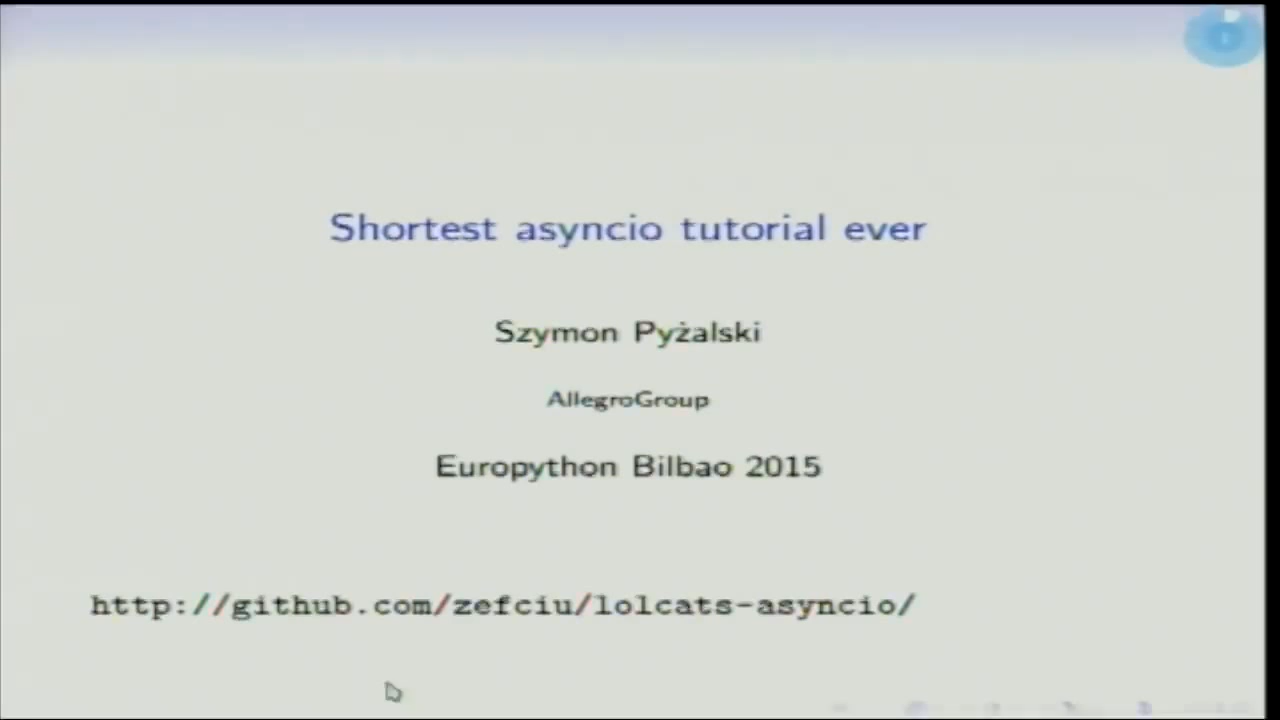 Shortest asyncio tutorial ever
Szymon Pyżalski
AllegroGroup
Europython Bilbao 2015
http://github.com/zefciu/lolcats-asyncio/